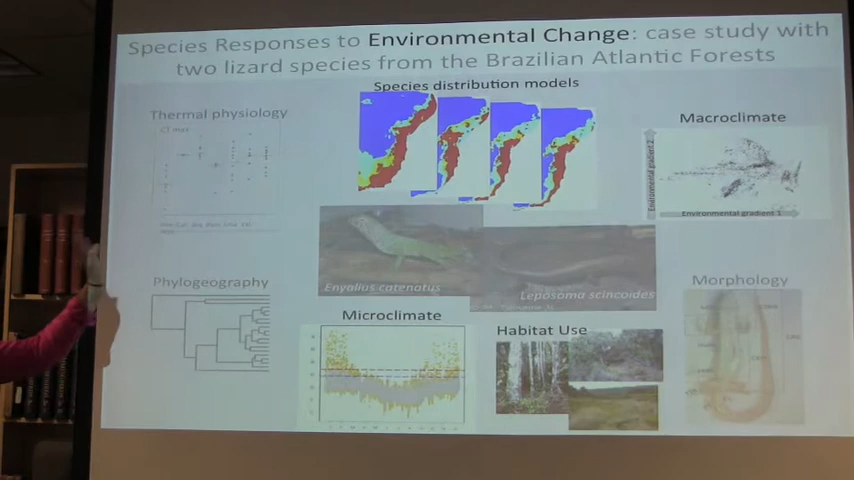 Species Responses to Environmental Change: case study with
two lizard species from the Brazilian Atlantic Forests
Species distribution models
Thermal physiology
Macroclimate
Environmental gradient 2
Environmental gradient 1
Enyalius catenatus
Leposoma scincoides
Phylogeography
Microclimate
Habitat Use
Morphology